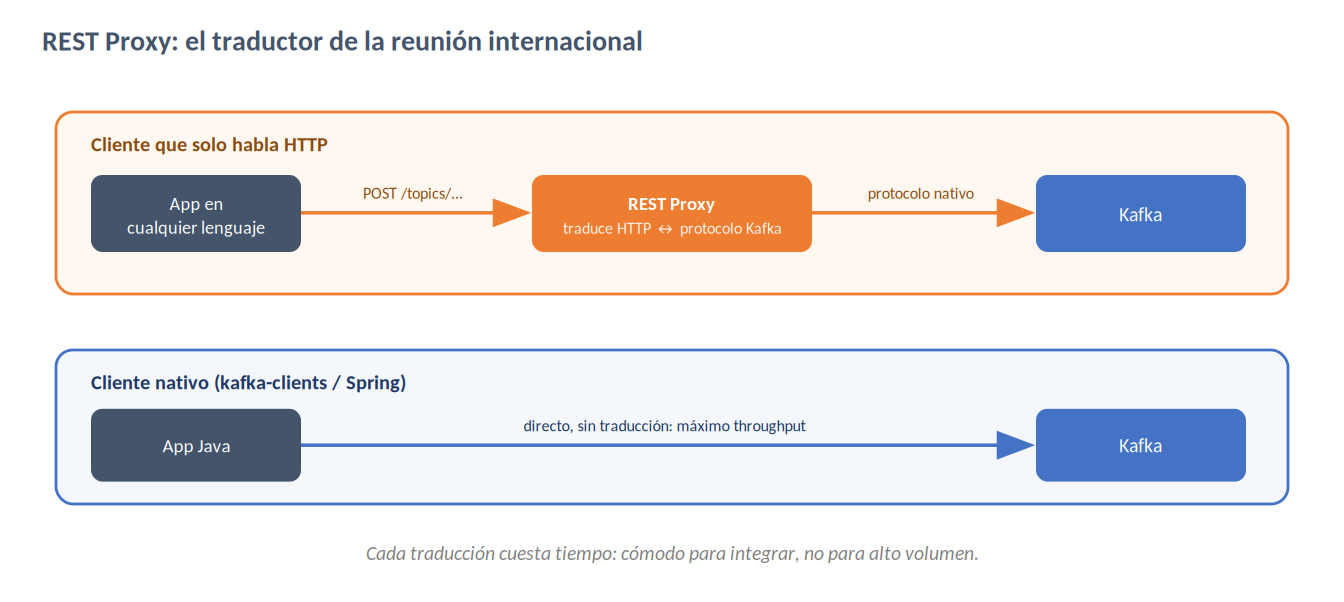 REST Proxy: el traductor de la reunión internacional
Cliente que solo habla HTTP
App en
cualquier lenguaje
POST /topics/...
REST Proxy
traduce HTTP ↔ protocolo Kafka
protocolo nativo
Kafka
Cliente nativo (kafka-clients / Spring)
App Java
directo, sin traducción: máximo throughput
Kafka
Cada traducción cuesta tiempo: cómodo para integrar, no para alto volumen.